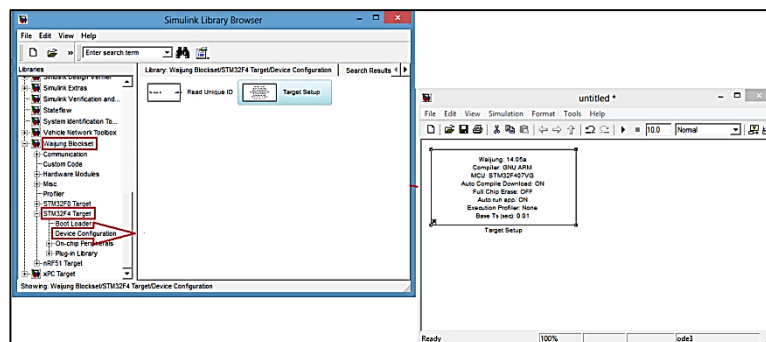 Simulink Library Browser
File Edit View Help
» Enter search term
Libraries
Library: Waijung Blockset/STM32F4 Target/Device Configuration
Search Results
Simulink Design Verifier
Simulink Extras
Simulink Verification and...
Stateflow
System Identification To...
Vehicle Network Toolbox
Waijung Blockset
Communication
Custom Code
Hardware Modules
Misc
Profiler
STM32F0 Target
STM32F4 Target
Boot Loader
Device Configuration
On-chip Peripherals
Plug-in Library
nRF51 Target
xPC Target
Read Unique ID
Target Setup
Showing: Waijung Blockset/STM32F4 Target/Device Configuration
untitled *
File Edit View Simulation Format Tools Help
10.0 Normal
Waijung: 14.05a
Compiler: GNU ARM
MCU: STM32F407VG
Auto Compile Download: ON
Full Chip Erase: OFF
Auto run app: ON
Execution Profiler: None
Base Ts (sec): 0.01
Target Setup
Ready 100% ode3